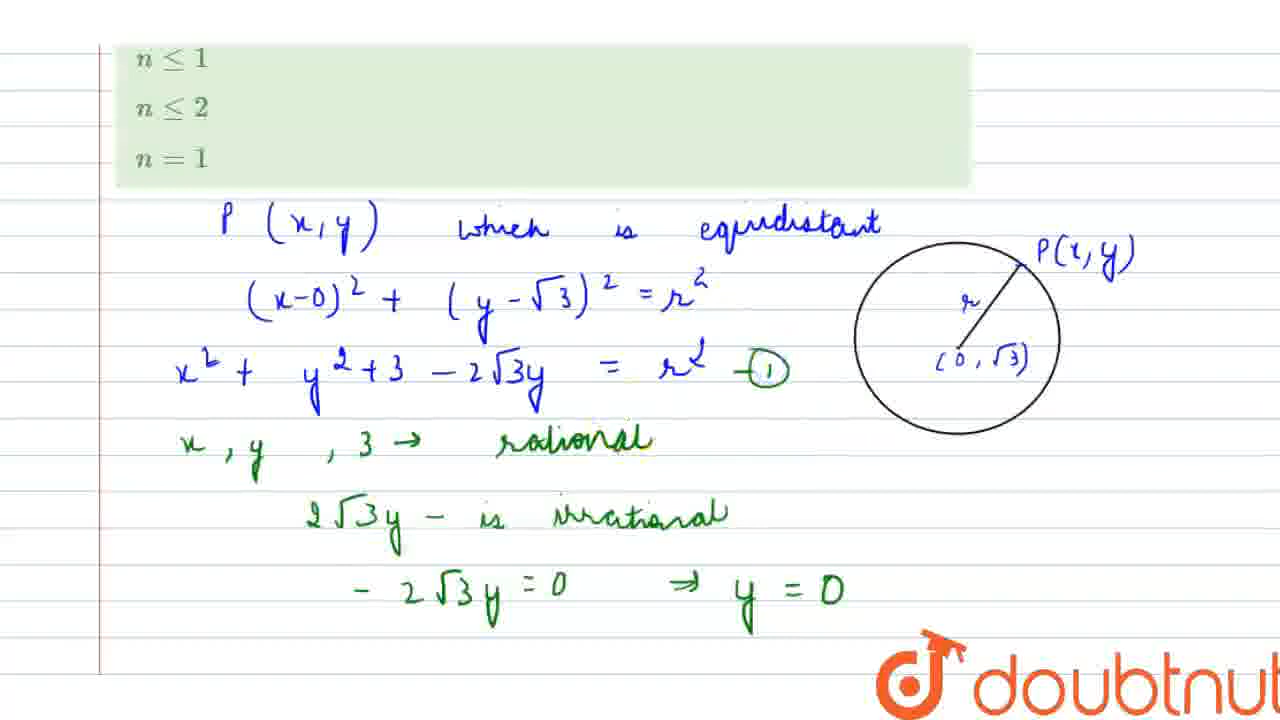 n ≤ 1
n ≤ 2
n = 1
P (x, y) which is equidistant
(x-0)² + (y-√3)² = r²
x² + y² + 3 - 2√3y = r² -①
x, y, 3 → rational
2√3y - is irrational
- 2√3y = 0 ⇒ y = 0
P(x, y)
r
(0, √3)
doubtnut